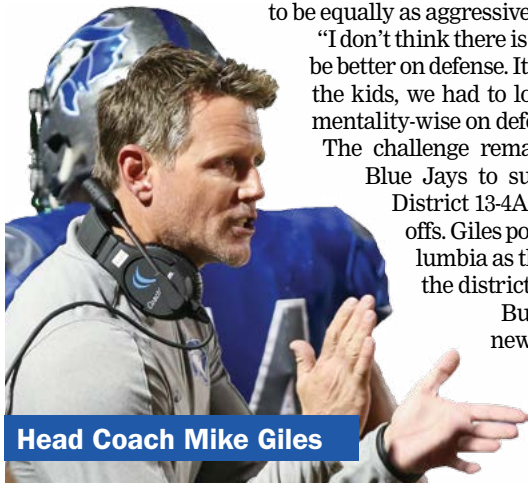 to be equally as aggressive
“I don’t think there is
be better on defense. It
the kids, we had to lo
mentality-wise on defe
The challenge rema
Blue Jays to su
District 13-4A
offs. Giles po
lumbia as t
the district
Bu
new
Coach
Head Coach Mike Giles